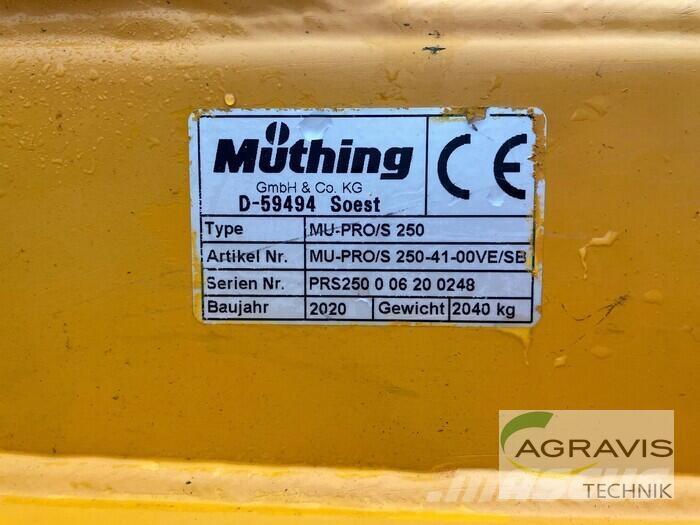 Müthing
GmbH & Co. KG
D-59494 Soest
CE
Type MU-PRO/S 250
Artikel Nr. MU-PRO/S 250-41-00VE/SB
Serien Nr. PRS250 0 06 20 0248
Baujahr 2020 Gewicht 2040 kg
AGRAVIS
TECHNIK